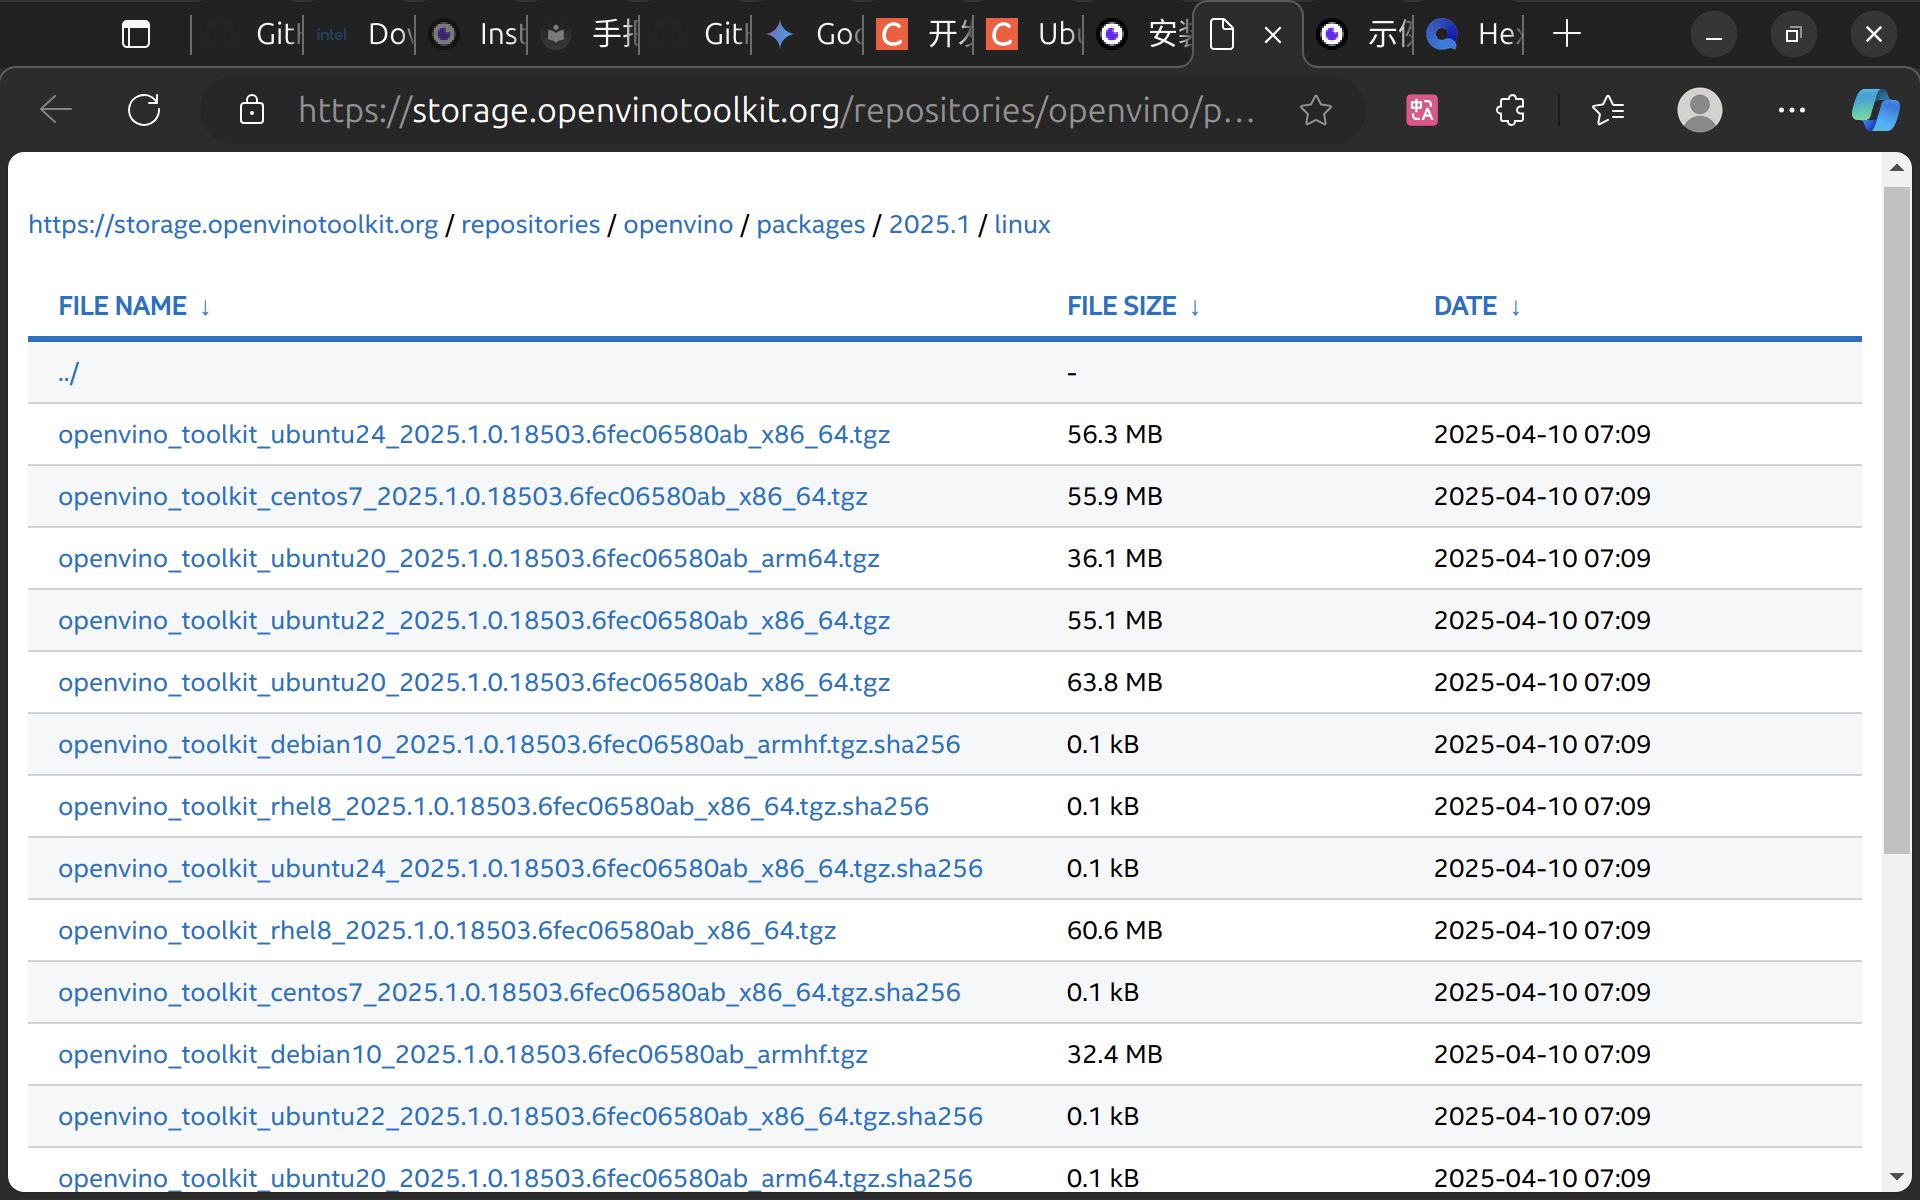 Git
intel
Do
Inst
手
Git
Go
开
Ubu
安装
示例
He
https://storage.openvinotoolkit.org/repositories/openvino/p...
https://storage.openvinotoolkit.org / repositories / openvino / packages / 2025.1 / linux
FILE NAME ↓ FILE SIZE ↓ DATE ↓
../ -
openvino_toolkit_ubuntu24_2025.1.0.18503.6fec06580ab_x86_64.tgz 56.3 MB 2025-04-10 07:09
openvino_toolkit_centos7_2025.1.0.18503.6fec06580ab_x86_64.tgz 55.9 MB 2025-04-10 07:09
openvino_toolkit_ubuntu20_2025.1.0.18503.6fec06580ab_arm64.tgz 36.1 MB 2025-04-10 07:09
openvino_toolkit_ubuntu22_2025.1.0.18503.6fec06580ab_x86_64.tgz 55.1 MB 2025-04-10 07:09
openvino_toolkit_ubuntu20_2025.1.0.18503.6fec06580ab_x86_64.tgz 63.8 MB 2025-04-10 07:09
openvino_toolkit_debian10_2025.1.0.18503.6fec06580ab_armhf.tgz.sha256 0.1 kB 2025-04-10 07:09
openvino_toolkit_rhel8_2025.1.0.18503.6fec06580ab_x86_64.tgz.sha256 0.1 kB 2025-04-10 07:09
openvino_toolkit_ubuntu24_2025.1.0.18503.6fec06580ab_x86_64.tgz.sha256 0.1 kB 2025-04-10 07:09
openvino_toolkit_rhel8_2025.1.0.18503.6fec06580ab_x86_64.tgz 60.6 MB 2025-04-10 07:09
openvino_toolkit_centos7_2025.1.0.18503.6fec06580ab_x86_64.tgz.sha256 0.1 kB 2025-04-10 07:09
openvino_toolkit_debian10_2025.1.0.18503.6fec06580ab_armhf.tgz 32.4 MB 2025-04-10 07:09
openvino_toolkit_ubuntu22_2025.1.0.18503.6fec06580ab_x86_64.tgz.sha256 0.1 kB 2025-04-10 07:09
openvino_toolkit_ubuntu20_2025.1.0.18503.6fec06580ab_arm64.tgz.sha256 0.1 kB 2025-04-10 07:09